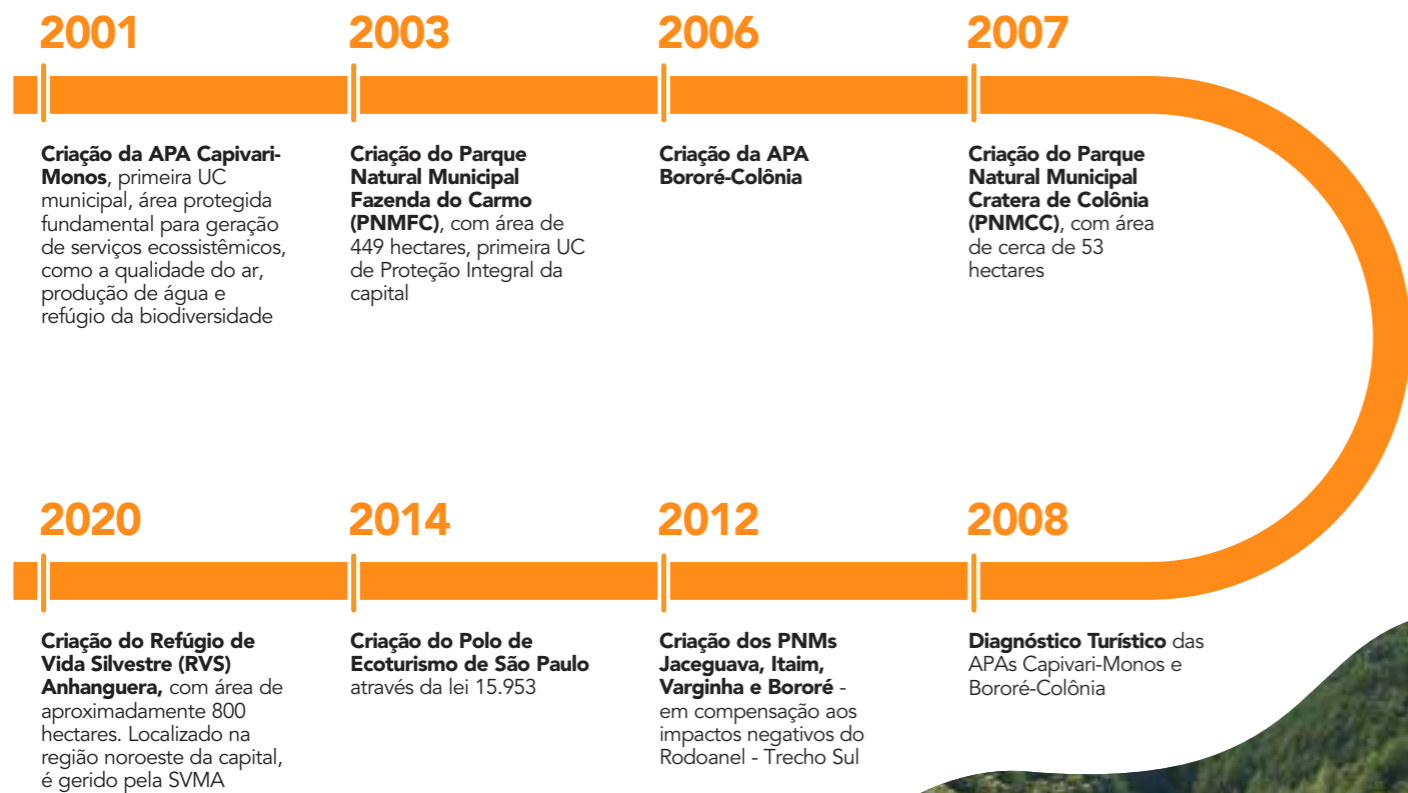 2001
Criação da APA Capivari-
Monos, primeira UC
municipal, área protegida
fundamental para geração
de serviços ecossistêmicos,
como a qualidade do ar,
produção de água e
refúgio da biodiversidade
2003
Criação do Parque
Natural Municipal
Fazenda do Carmo
(PNMFC), com área de
449 hectares, primeira UC
de Proteção Integral da
capital
2006
Criação da APA
Bororé-Colônia
2007
Criação do Parque
Natural Municipal
Cratera de Colônia
(PNMCC), com área
de cerca de 53
hectares
2008
Diagnóstico Turístico das
APAs Capivari-Monos e
Bororé-Colônia
2012
Criação dos PNMs
Jaceguava, Itaim,
Varginha e Bororé -
em compensação aos
impactos negativos do
Rodoanel - Trecho Sul
2014
Criação do Polo de
Ecoturismo de São Paulo
através da lei 15.953
2020
Criação do Refúgio de
Vida Silvestre (RVS)
Anhanguera, com área de
aproximadamente 800
hectares. Localizado na
região noroeste da capital,
é gerido pela SVMA